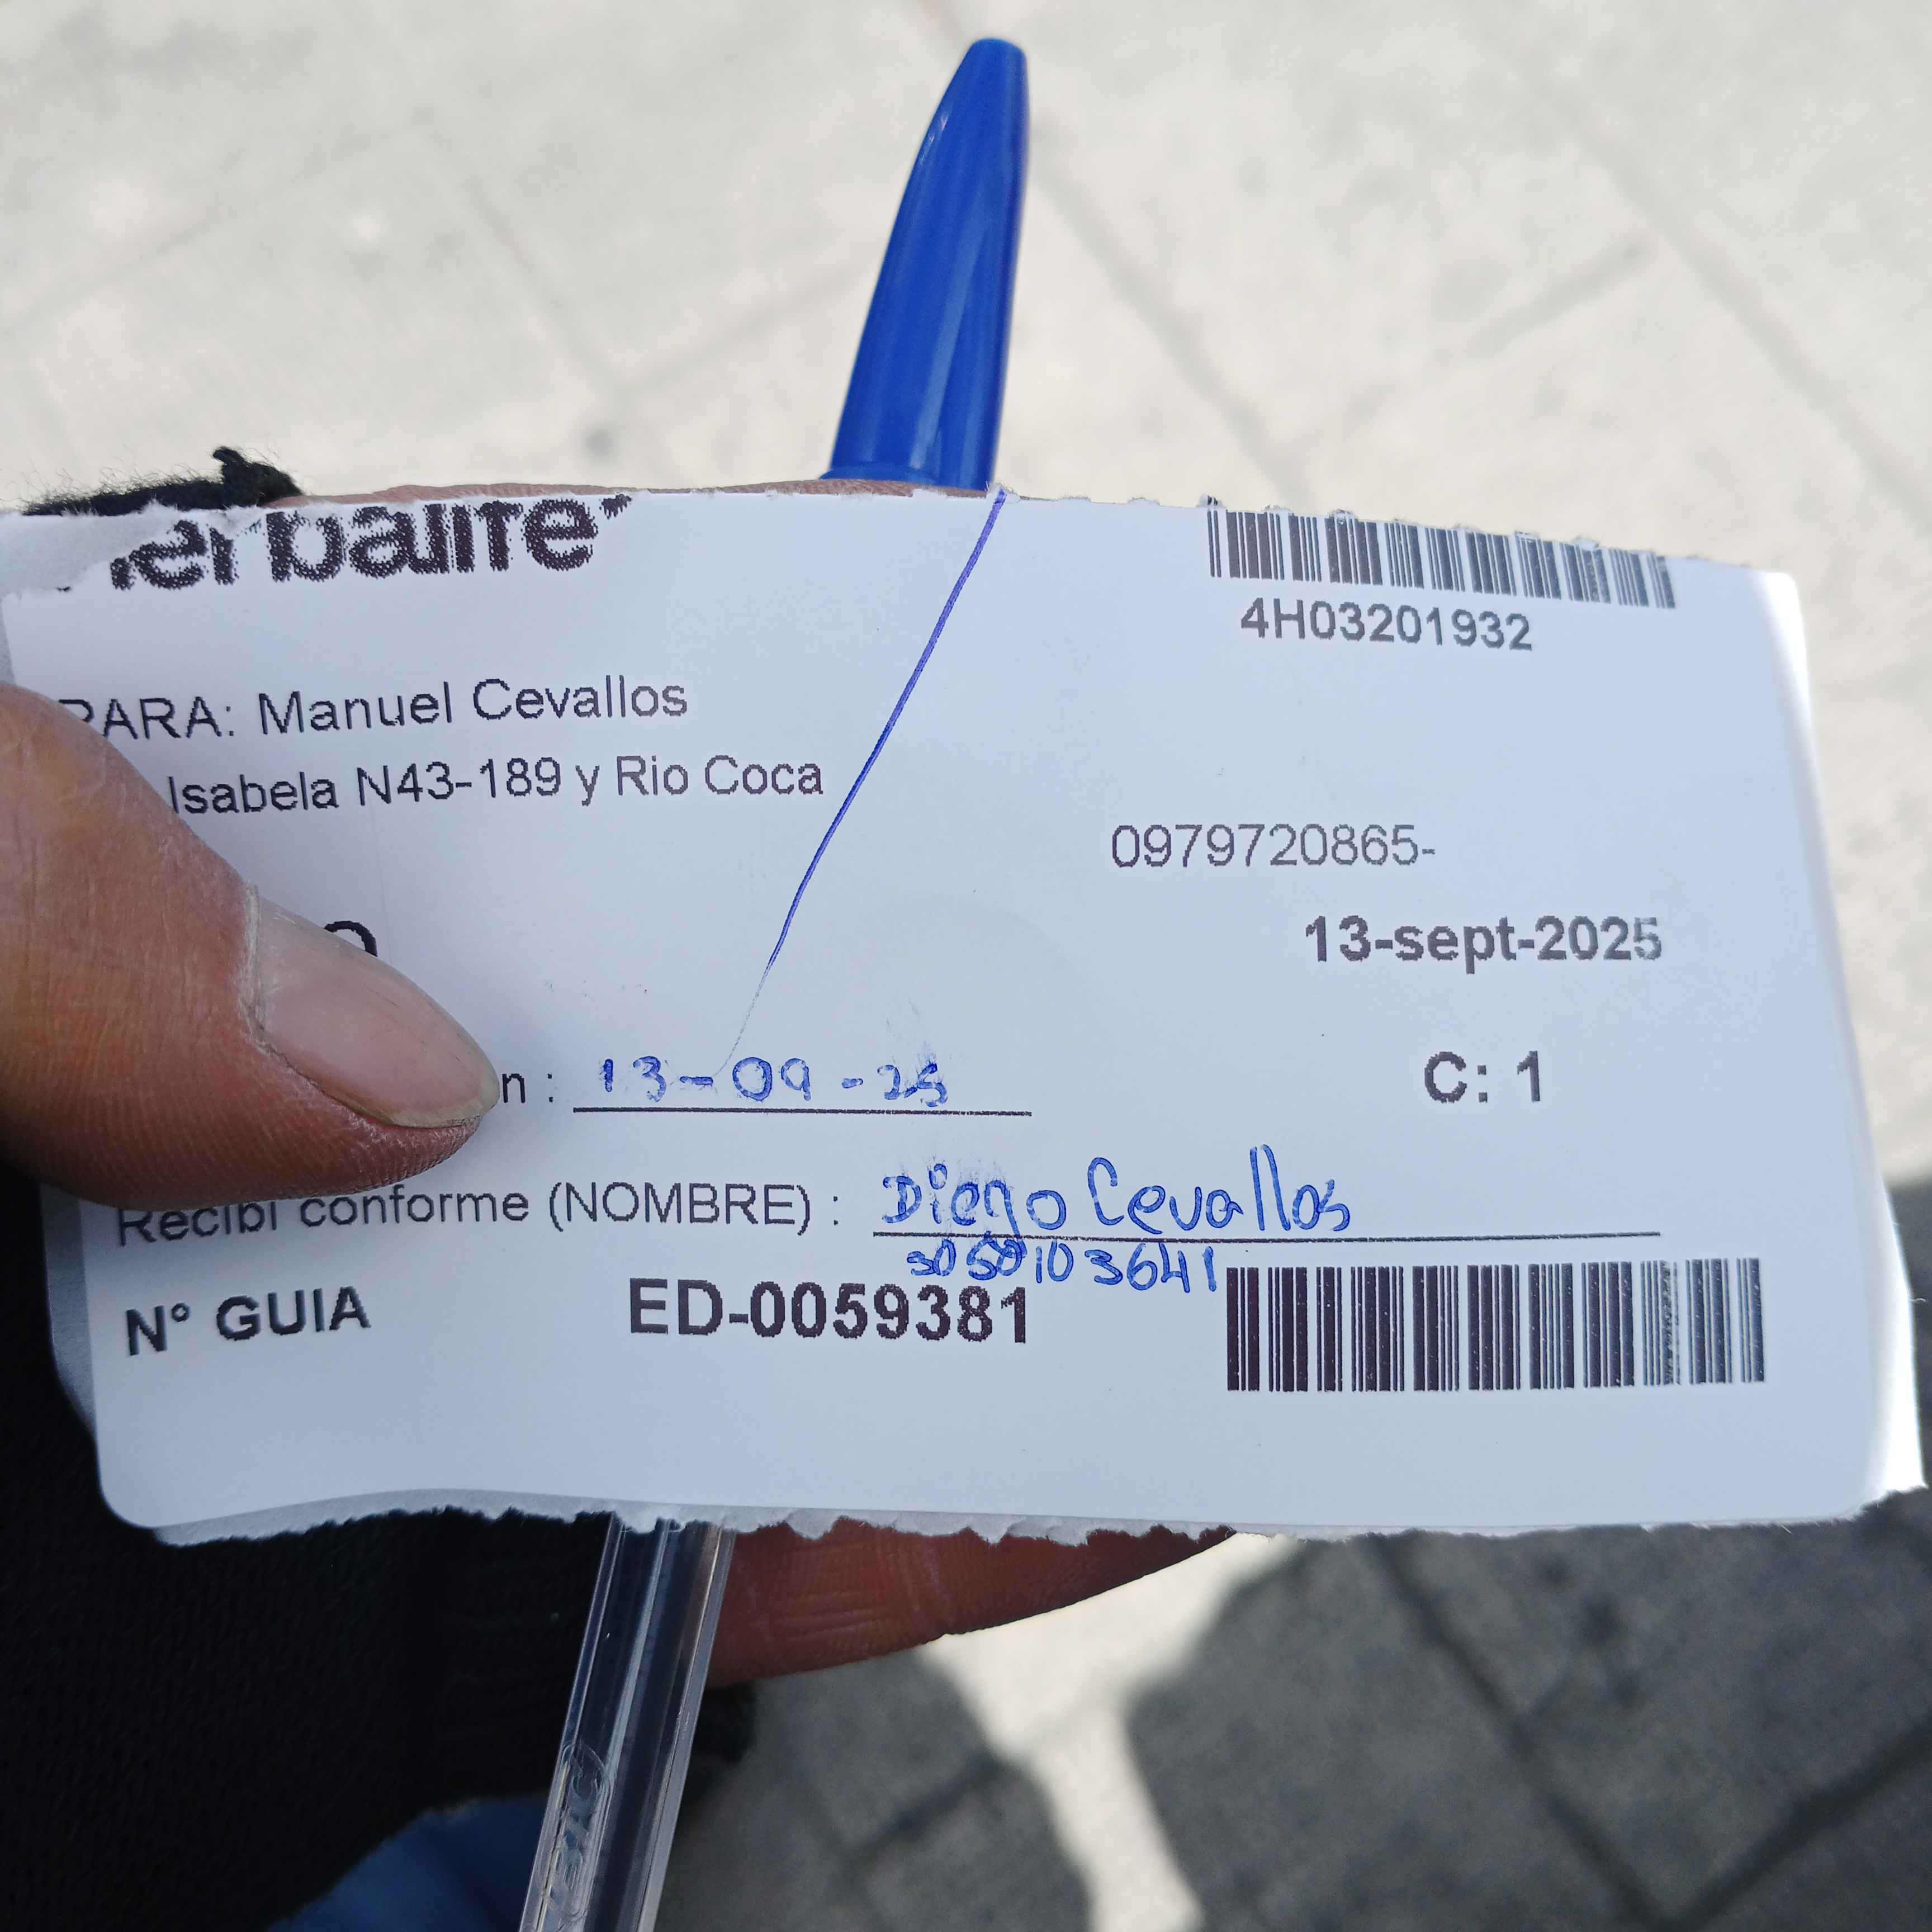 Herbalife
4H03201932
PARA: Manuel Cevallos
Isabela N43-189 y Rio Coca
0979720865-
13-sept-2025
n : 13-09-25
C: 1
Recibi conforme (NOMBRE) : Diego Cevallos
N° GUIA ED-0059381